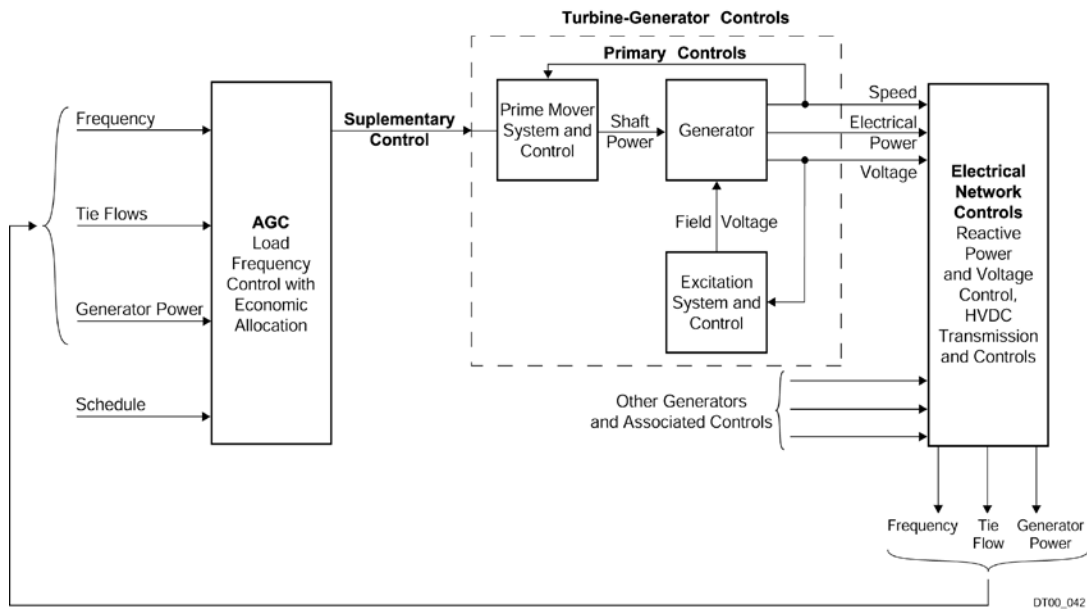 Turbine-Generator Controls
Primary Controls
Frequency
Tie Flows
Generator Power
Schedule
AGC
Load
Frequency
Control with
Economic
Allocation
Suplementary
Control
Prime Mover
System and
Control
Shaft
Power
Generator
Field Voltage
Excitation
System and
Control
Speed
Electrical
Power
Voltage
Electrical
Network
Controls
Reactive
Power
and Voltage
Control,
HVDC
Transmission
and Controls
Other Generators
and Associated Controls
Frequency
Tie
Flow
Generator
Power
DT00_042